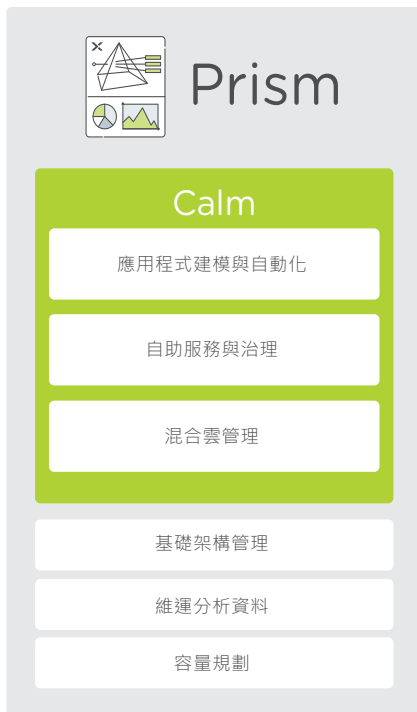 Prism
Calm
應用程式建模與自動化
自助服務與治理
混合雲管理
基礎架構管理
維運分析資料
容量規劃